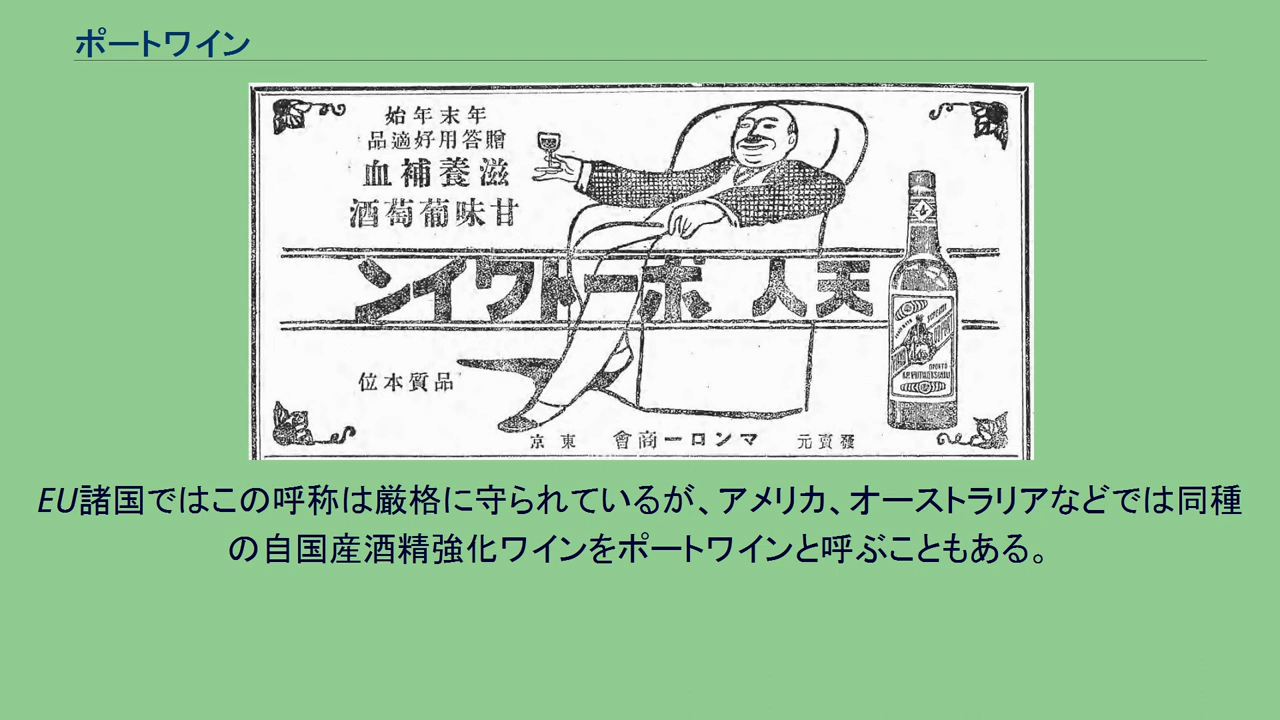 ポートワイン
年末年始
贈答用好適品
滋養補血
甘味葡萄酒
天人 ポートワイン
品質本位
發賣元 マンロー商會 東京
EU諸国ではこの呼称は厳格に守られているが、アメリカ、オーストラリアなどでは同種
の自国産酒精強化ワインをポートワインと呼ぶこともある。